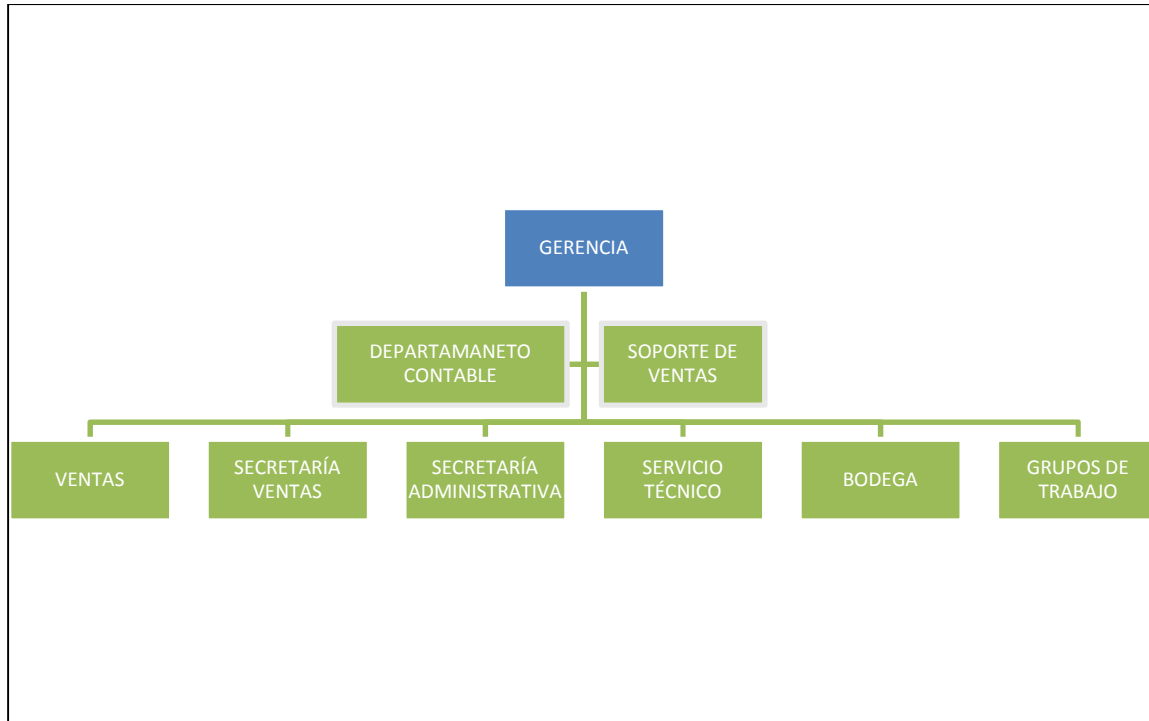 GERENCIA
DEPARTAMANETO
CONTABLE
SOPORTE DE
VENTAS
VENTAS
SECRETARÍA
VENTAS
SECRETARÍA
ADMINISTRATIVA
SERVICIO
TÉCNICO
BODEGA
GRUPOS DE
TRABAJO